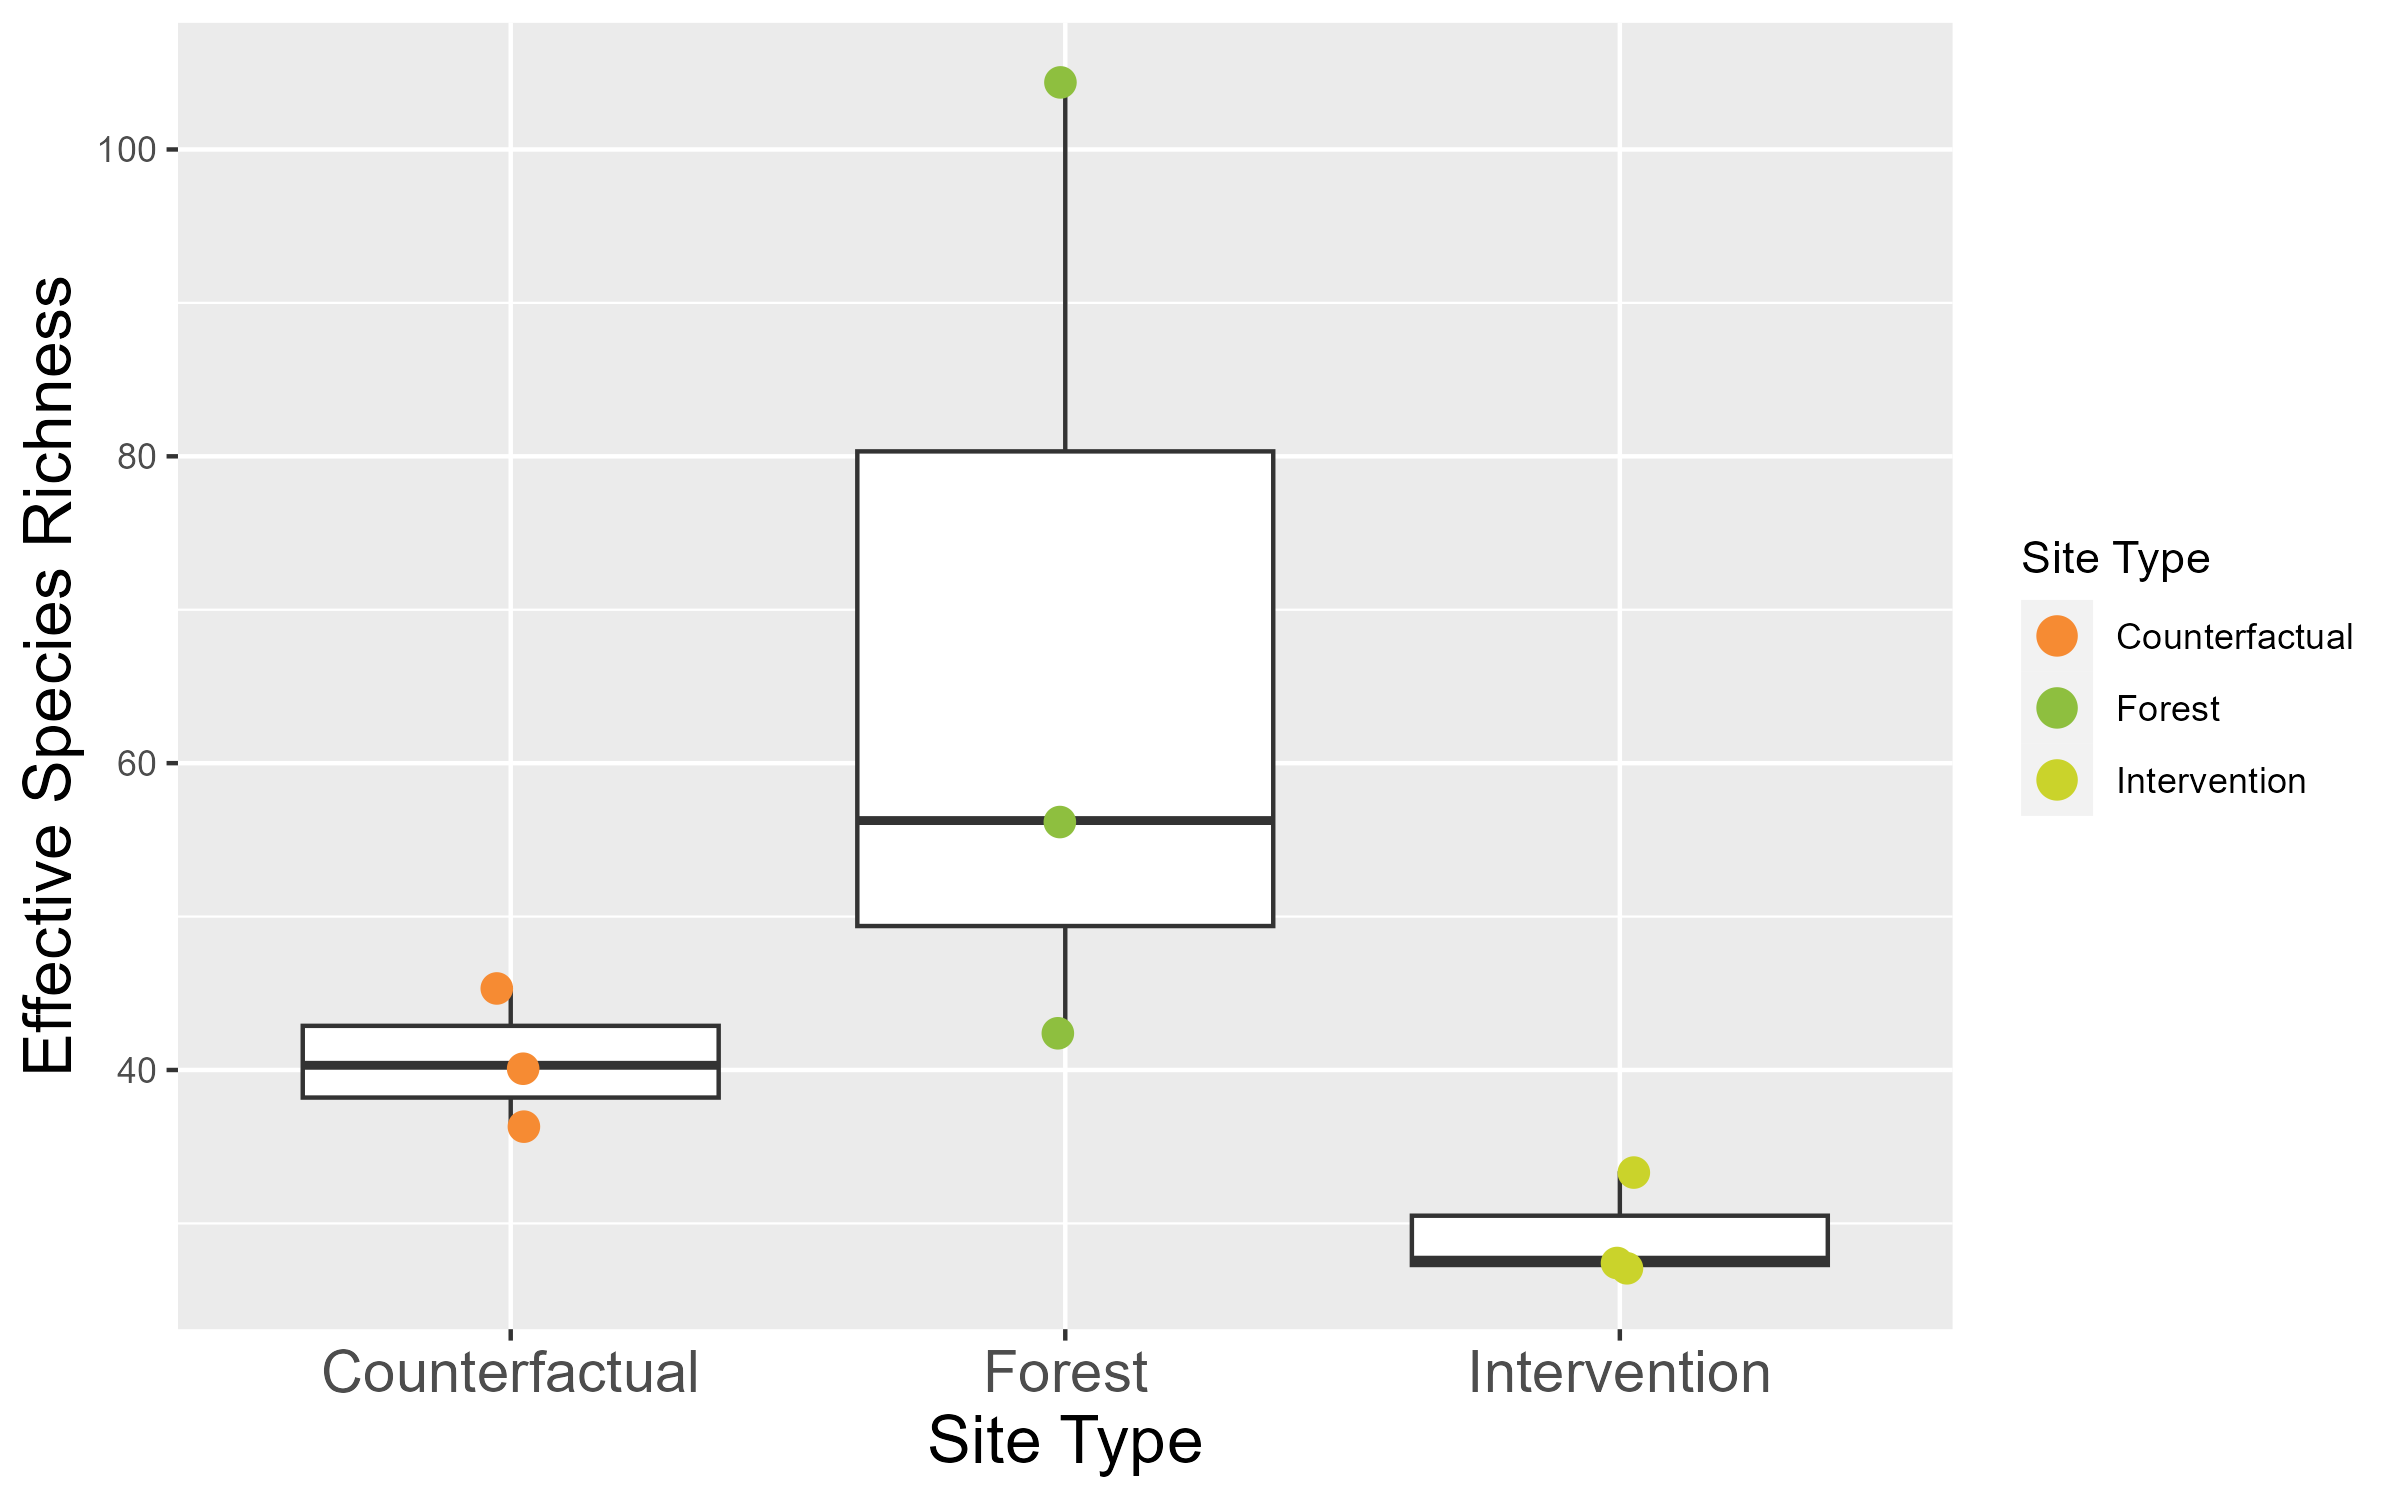 Effective Species Richness
100
80
60
40
Counterfactual
Forest
Intervention
Site Type
Site Type
Counterfactual
Forest
Intervention